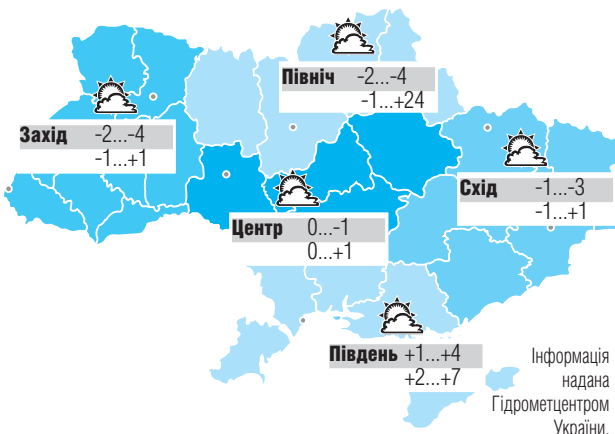 Північ -2...-4
-1...+24
Захід -2...-4
-1...+1
Схід -1...-3
-1...+1
Центр 0...-1
0...+1
Південь +1...+4
+2...+7
Інформація
надана
Гідрометцентром
України.